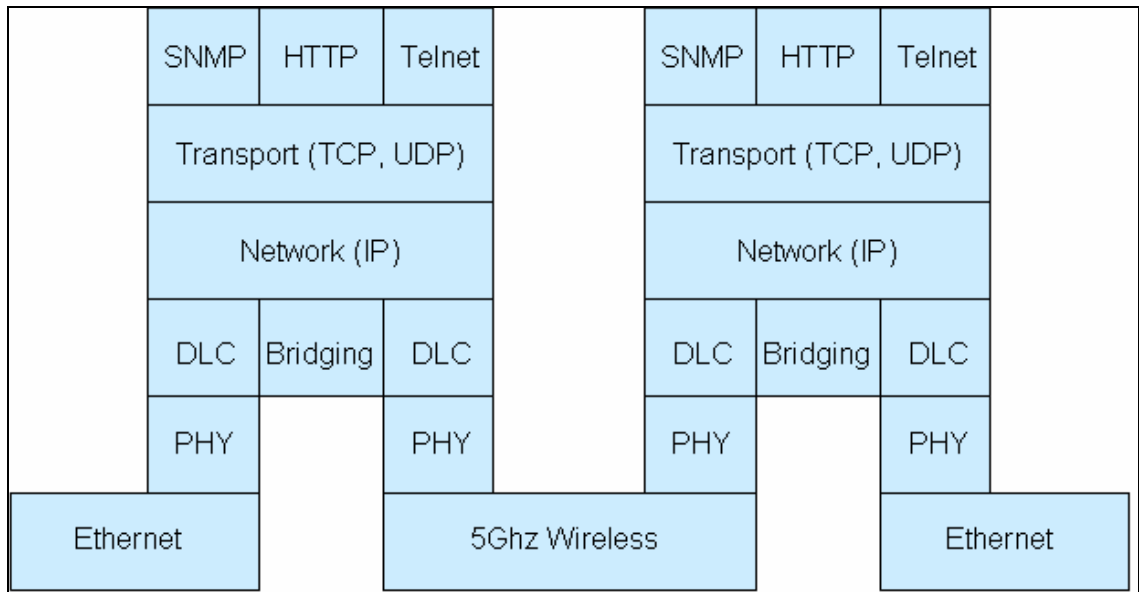 SNMP HTTP Telnet SNMP HTTP Telnet
Transport (TCP, UDP) Transport (TCP, UDP)
Network (IP) Network (IP)
DLC Bridging DLC DLC Bridging DLC
PHY PHY PHY PHY
Ethernet 5Ghz Wireless Ethernet